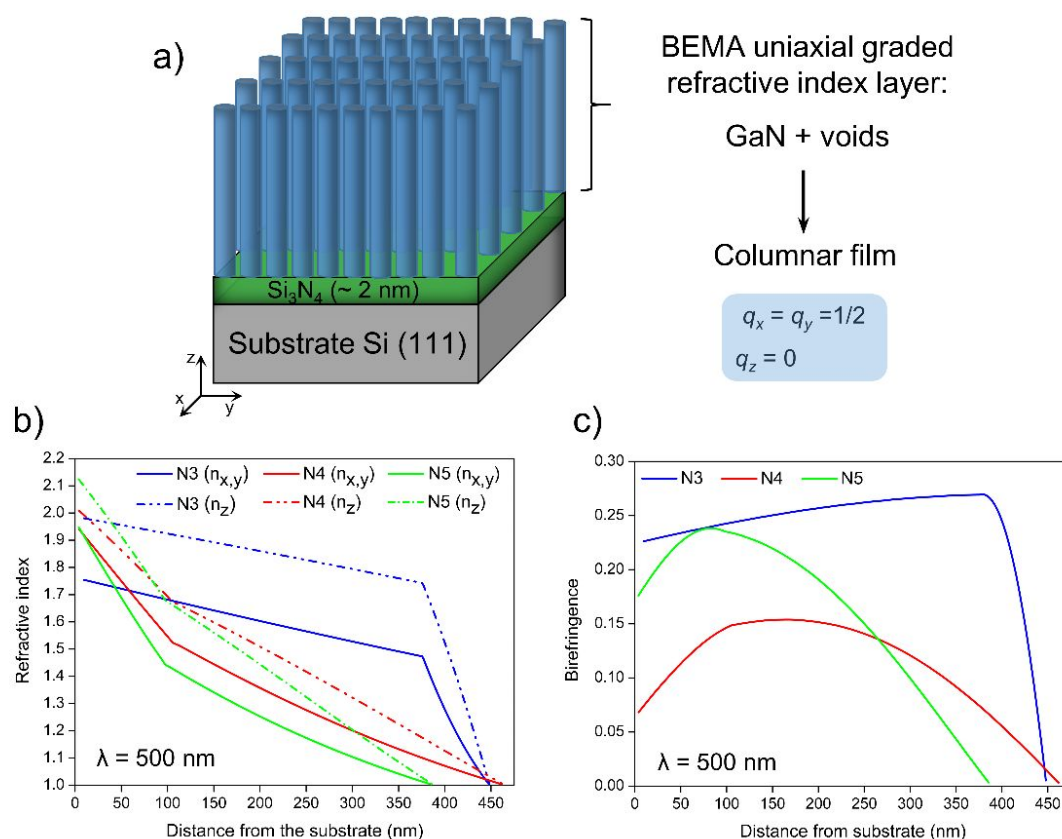 a)
BEMA uniaxial graded
refractive index layer:
GaN + voids
Columnar film
qₓ = q_y =1/2
q_z = 0
Si₃N₄ (~ 2 nm)
Substrate Si (111)
z
x
y
b)
N3 (nₓ,ᵧ) N4 (nₓ,ᵧ) N5 (nₓ,ᵧ)
N3 (n_z) N4 (n_z) N5 (n_z)
Refractive index
2.2
2.1
2.0
1.9
1.8
1.7
1.6
1.5
1.4
1.3
1.2
1.1
1.0
λ = 500 nm
0 50 100 150 200 250 300 350 400 450
Distance from the substrate (nm)
c)
N3 N4 N5
Birefringence
0.30
0.25
0.20
0.15
0.10
0.05
0.00
λ = 500 nm
0 50 100 150 200 250 300 350 400 450
Distance from substrate (nm)